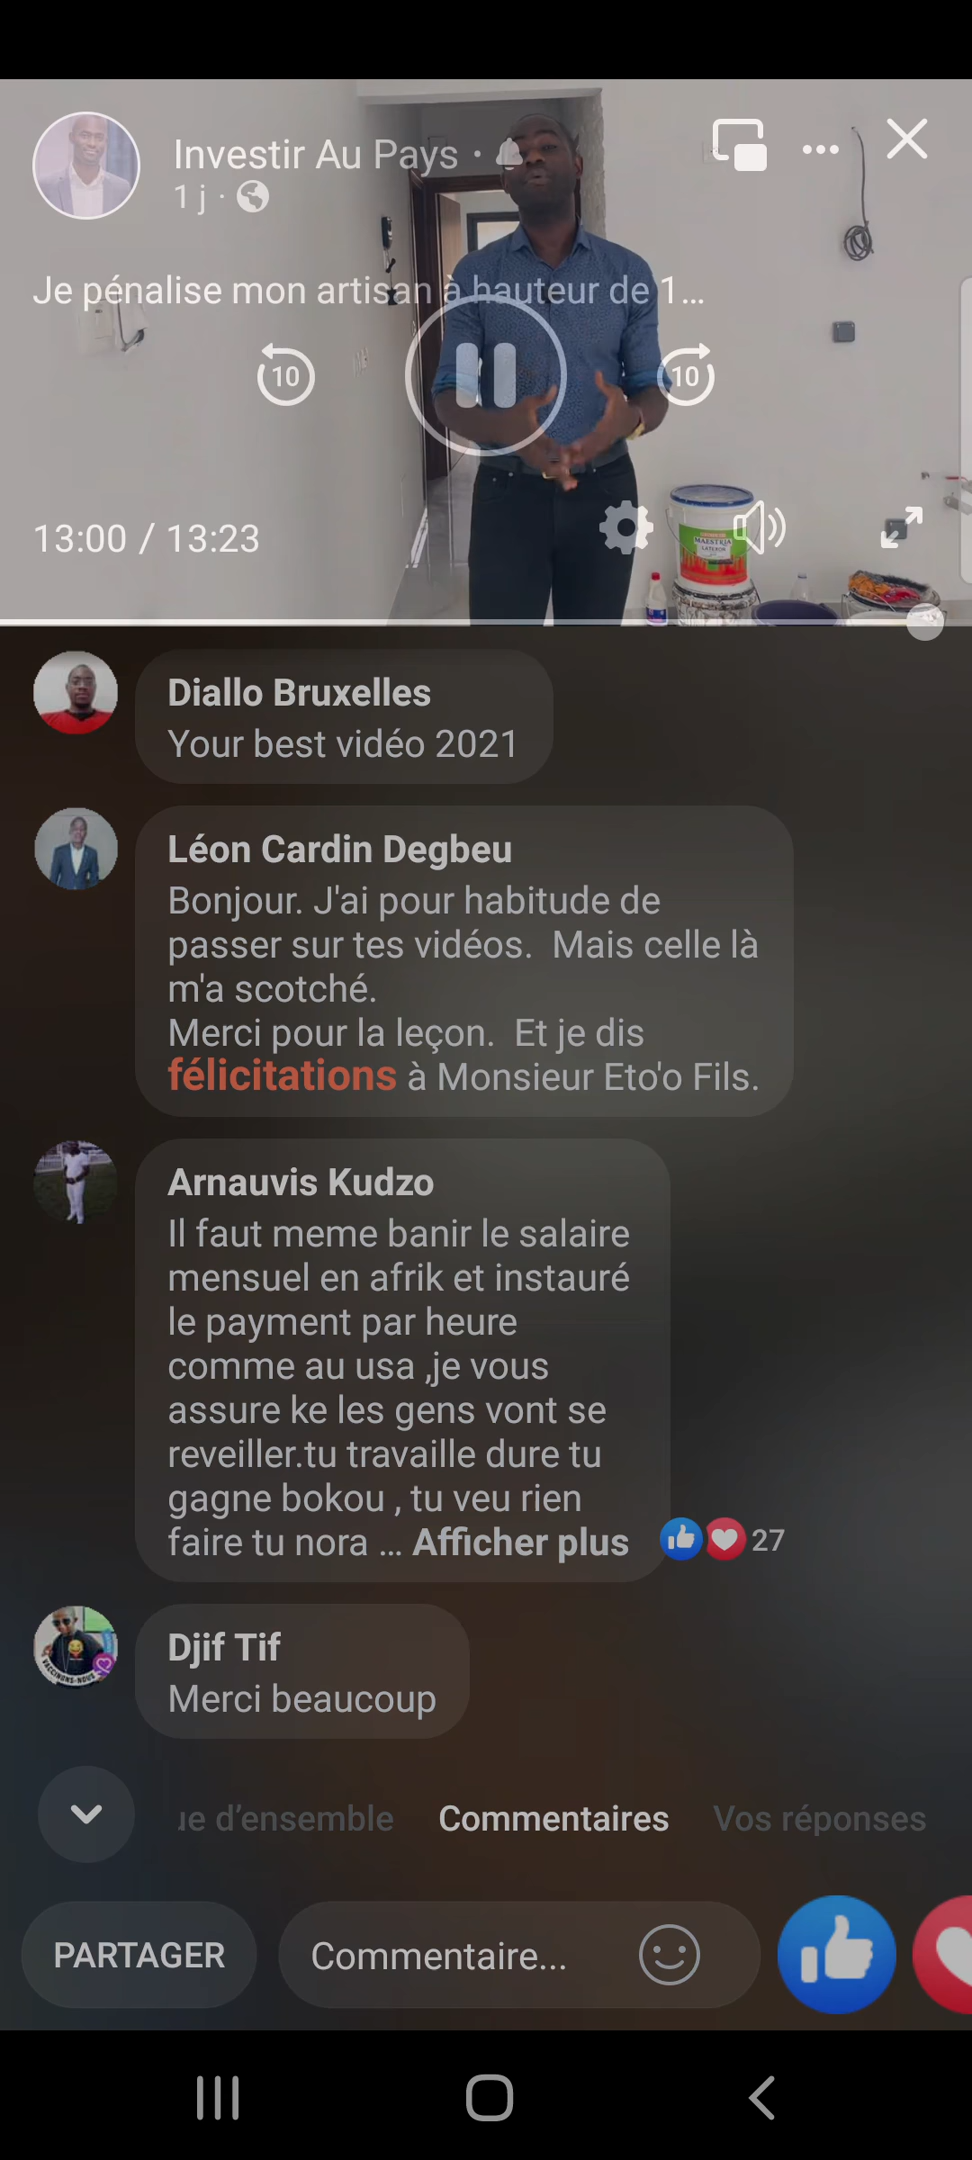 Investir Au Pays ·
1 j ·
Je pénalise mon artisan à hauteur de 1...
10
10
13:00 / 13:23
MAESTRIA
Diallo Bruxelles
Your best vidéo 2021
Léon Cardin Degbeu
Bonjour. J'ai pour habitude de
passer sur tes vidéos.  Mais celle là
m'a scotché.
Merci pour la leçon.  Et je dis
félicitations à Monsieur Eto'o Fils.
Arnauvis Kudzo
Il faut meme banir le salaire
mensuel en afrik et instauré
le payment par heure
comme au usa ,je vous
assure ke les gens vont se
reveiller.tu travaille dure tu
gagne bokou , tu veu rien
faire tu nora ... Afficher plus
27
VACCINONS-NOUS
Djif Tif
Merci beaucoup
ue d'ensemble
Commentaires
Vos réponses
PARTAGER
Commentaire...